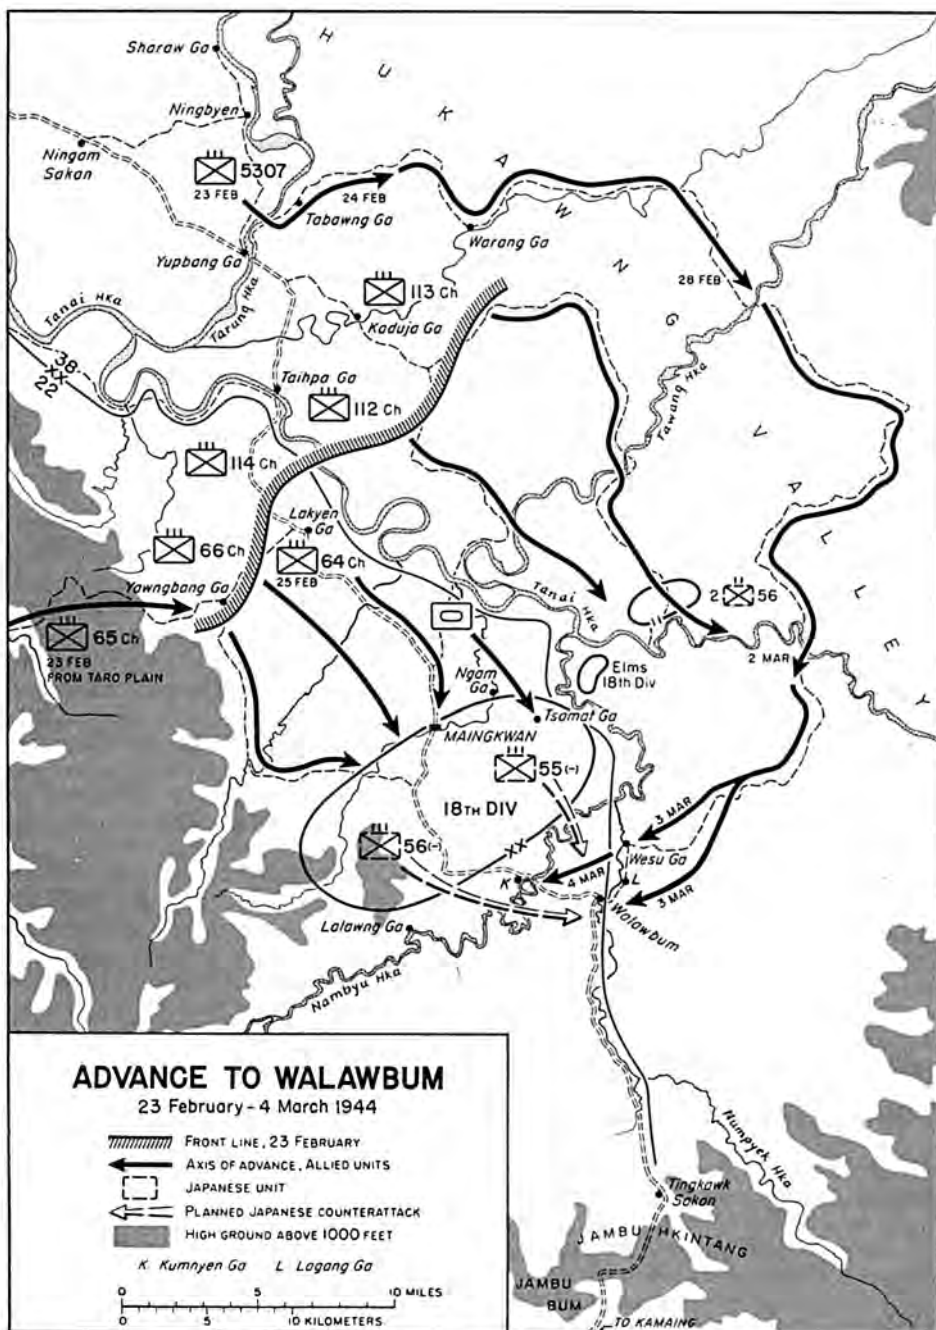 Sharaw Ga
HUKAWNG VALLEY
Ningbyen
Ningam
Sakan
5307
23 FEB
24 FEB
Tabawng Ga
Warang Ga
Yupbang Ga
28 FEB
113 Ch
Tanai Hka
Tarung Hka
Kaduja Ga
38
XX
22
Taihpa Ga
112 Ch
Tawang Hka
114 Ch
Lakyen
Ga
66 Ch
64 Ch
25 FEB
Yawngbang Ga
Tanai Hka
2 56
65 Ch
23 FEB
FROM TARO PLAIN
2 MAR
Elms
18th Div
Ngam
Ga
Tsamat Ga
MAINGKWAN
55(-)
18TH DIV
56(-)
XX
3 MAR
Wesu Ga
4 MAR
K
L
3 MAR
Walawbum
Lalawng Ga
Nambyu Hka
Numpyek Hka
Tingkawk
Sakan
JAMBU HKINTANG
JAMBU
BUM
TO KAMAING
ADVANCE TO WALAWBUM
23 February - 4 March 1944
FRONT LINE, 23 FEBRUARY
AXIS OF ADVANCE, ALLIED UNITS
JAPANESE UNIT
PLANNED JAPANESE COUNTERATTACK
HIGH GROUND ABOVE 1000 FEET
K Kumnyen Ga L Lagang Ga
0 5 10 MILES
0 5 10 KILOMETERS